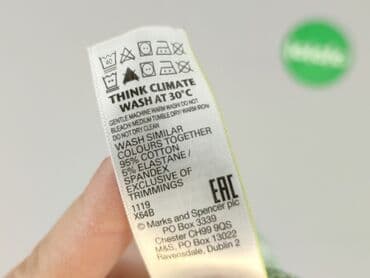 40
THINK CLIMATE
WASH AT 30°C
GENTLE MACHINE WARM WASH DO NOT
BLEACH MEDIUM TUMBLE DRY WARM IRON
DO NOT DRY CLEAN
WASH SIMILAR
COLOURS TOGETHER
95% COTTON
5% ELASTANE /
SPANDEX
EXCLUSIVE OF
TRIMMINGS
1119
X64B
EAC
© Marks and Spencer plc
PO Box 3339
Chester CH99 9QS
M&S, PO Box 13022
Ravensdale, Dublin 2